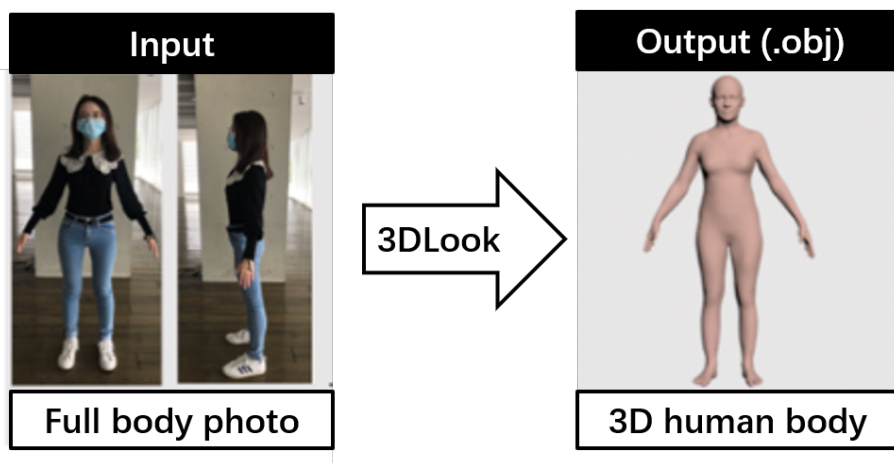 Input
Output (.obj)
3DLook
Full body photo
3D human body